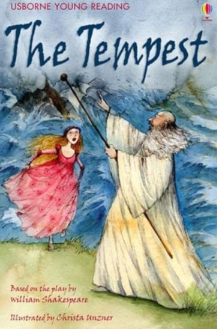 USBORNE YOUNG READING
The Tempest
Based on the play by
William Shakespeare
Illustrated by Christa Unzner